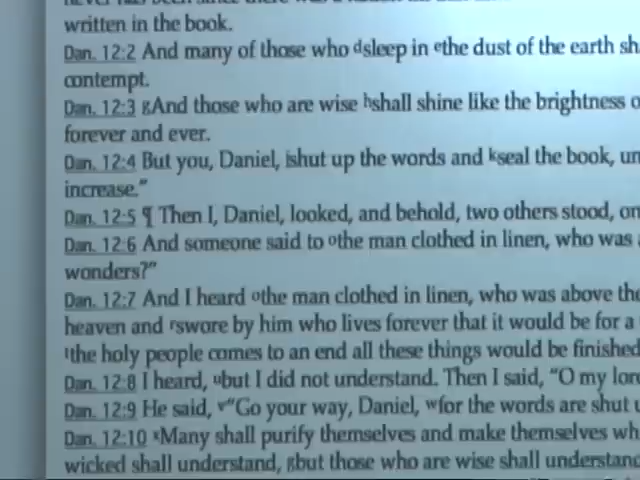 written in the book.
Dan. 12:2 And many of those who dsleep in ethe dust of the earth sh
contempt.
Dan. 12:3 gAnd those who are wise hshall shine like the brightness o
forever and ever.
Dan. 12:4 But you, Daniel, ishut up the words and kseal the book, un
increase.”
Dan. 12:5 ¶ Then I, Daniel, looked, and behold, two others stood, on
Dan. 12:6 And someone said to othe man clothed in linen, who was
wonders?”
Dan. 12:7 And I heard othe man clothed in linen, who was above the
heaven and rswore by him who lives forever that it would be for a
tthe holy people comes to an end all these things would be finished
Dan. 12:8 I heard, ubut I did not understand. Then I said, “O my lord
Dan. 12:9 He said, v“Go your way, Daniel, wfor the words are shut u
Dan. 12:10 xMany shall purify themselves and make themselves wh
wicked shall understand, gbut those who are wise shall understand